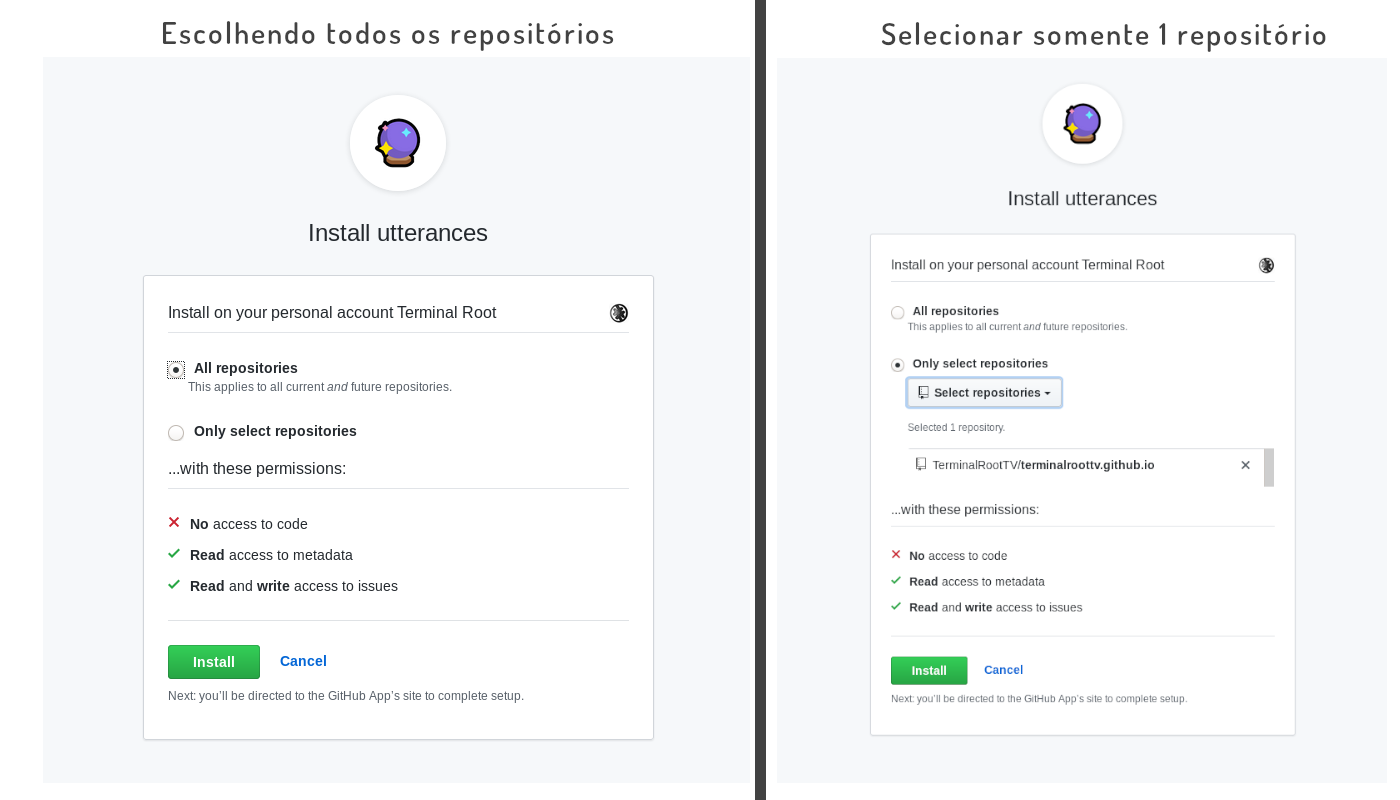 Escolhendo todos os repositórios
Install utterances
Install on your personal account Terminal Root
All repositories
This applies to all current and future repositories.
Only select repositories
...with these permissions:
No access to code
Read access to metadata
Read and write access to issues
Install Cancel
Next: you’ll be directed to the GitHub App’s site to complete setup.
Selecionar somente 1 repositório
Install utterances
Install on your personal account Terminal Root
All repositories
This applies to all current and future repositories.
Only select repositories
Select repositories
Selected 1 repository.
TerminalRootTV/terminalroottv.github.io
...with these permissions:
No access to code
Read access to metadata
Read and write access to issues
Install Cancel
Next: you’ll be directed to the GitHub App’s site to complete setup.